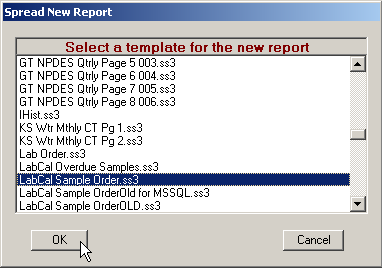 Spread New Report
Select a template for the new report
GT NPDES Qtrly Page 5 003.ss3
GT NPDES Qtrly Page 6 004.ss3
GT NPDES Qtrly Page 7 005.ss3
GT NPDES Qtrly Page 8 006.ss3
IHist.ss3
KS Wtr Mthly CT Pg 1.ss3
KS Wtr Mthly CT Pg 2.ss3
Lab Order.ss3
LabCal Overdue Samples.ss3
LabCal Sample Order.ss3
LabCal Sample OrderOld for MSSQL.ss3
LabCal Sample OrderOLD.ss3
OK
Cancel